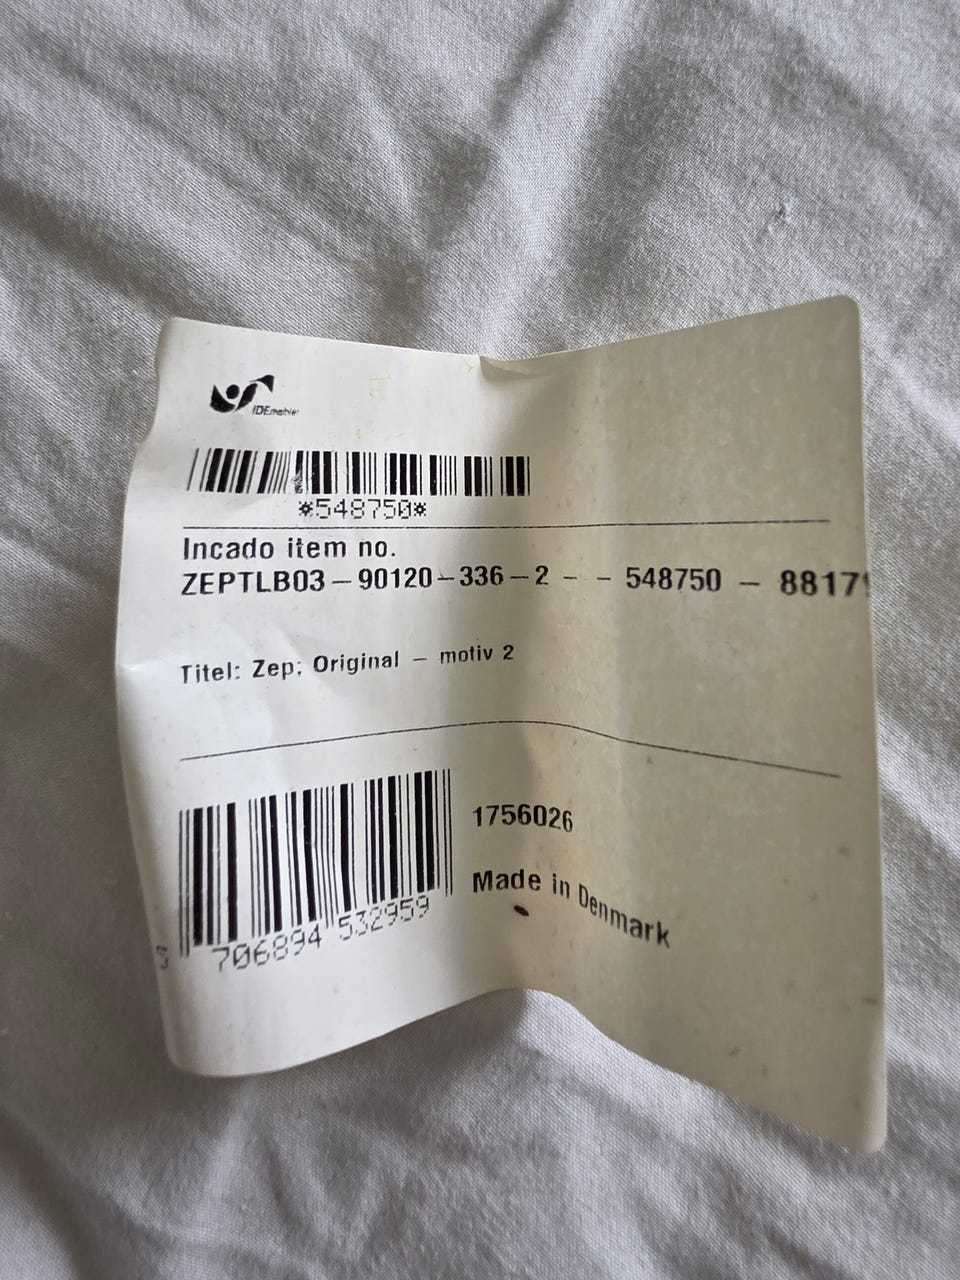 IDEmøbler
*548750*
Incado item no.
ZEPTLB03-90120-336-2 - - 548750 - 8817
Titel: Zep; Original - motiv 2
1756026
Made in Denmark
5 706894 532959